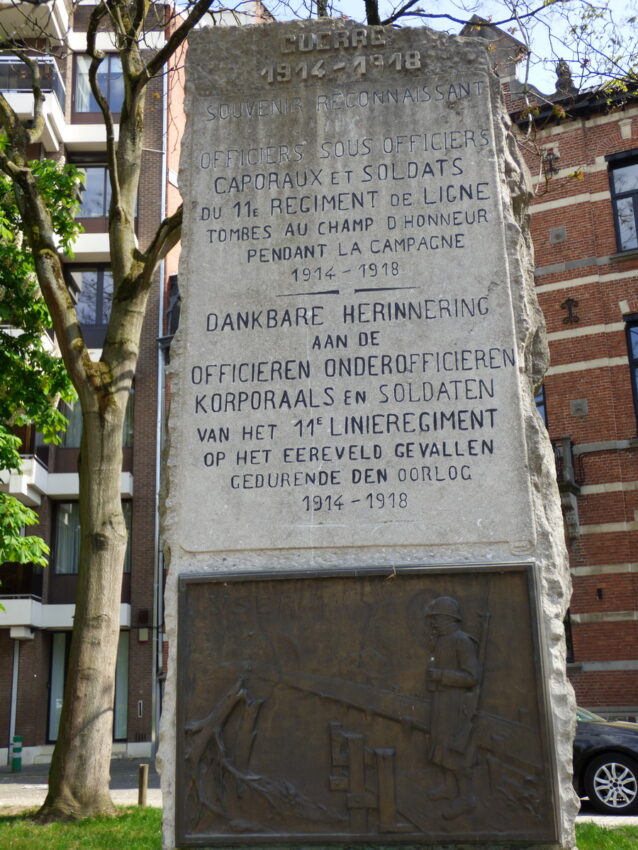 GUERRE
1914-1918
SOUVENIR RECONNAISSANT
OFFICIERS SOUS OFFICIERS
CAPORAUX ET SOLDATS
DU 11E REGIMENT DE LIGNE
TOMBES AU CHAMP D'HONNEUR
PENDANT LA CAMPAGNE
1914-1918
DANKBARE HERINNERING
AAN DE
OFFICIEREN ONDEROFFICIEREN
KORPORAALS EN SOLDATEN
VAN HET 11E LINIEREGIMENT
OP HET EEREVELD GEVALLEN
GEDURENDE DEN OORLOG
1914-1918